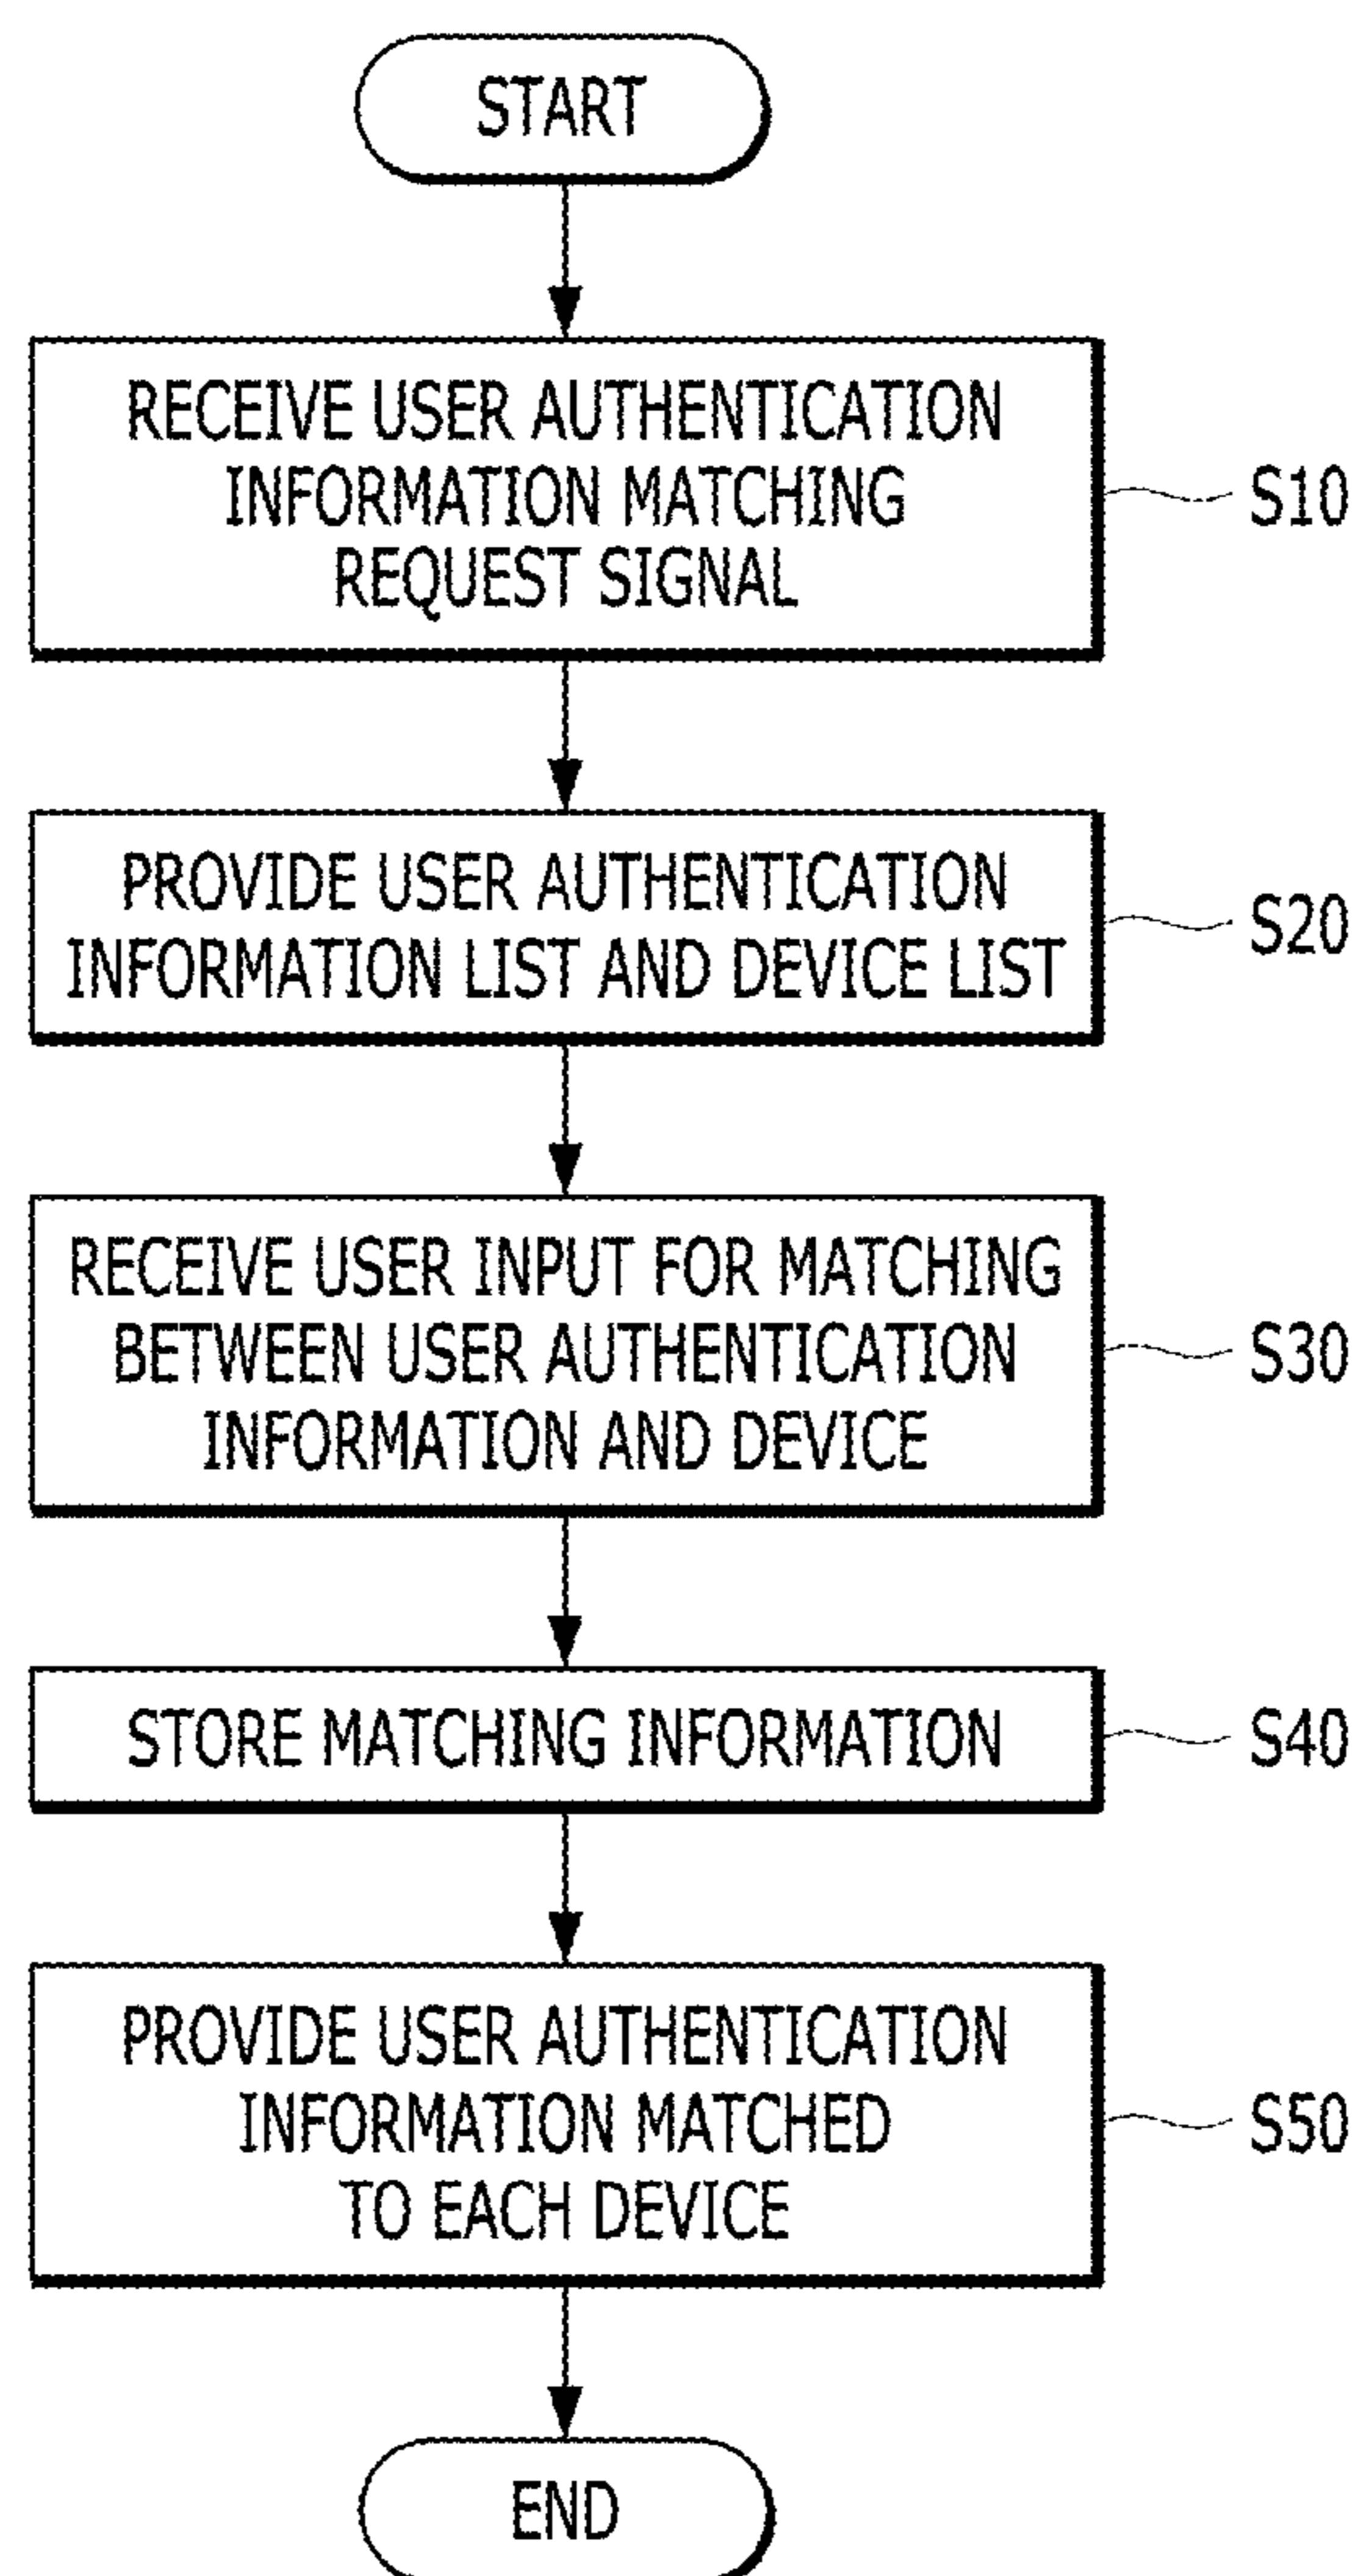 START
RECEIVE USER AUTHENTICATION
INFORMATION MATCHING
REQUEST SIGNAL
S10
PROVIDE USER AUTHENTICATION
INFORMATION LIST AND DEVICE LIST
S20
RECEIVE USER INPUT FOR MATCHING
BETWEEN USER AUTHENTICATION
INFORMATION AND DEVICE
S30
STORE MATCHING INFORMATION
S40
PROVIDE USER AUTHENTICATION
INFORMATION MATCHED
TO EACH DEVICE
S50
END